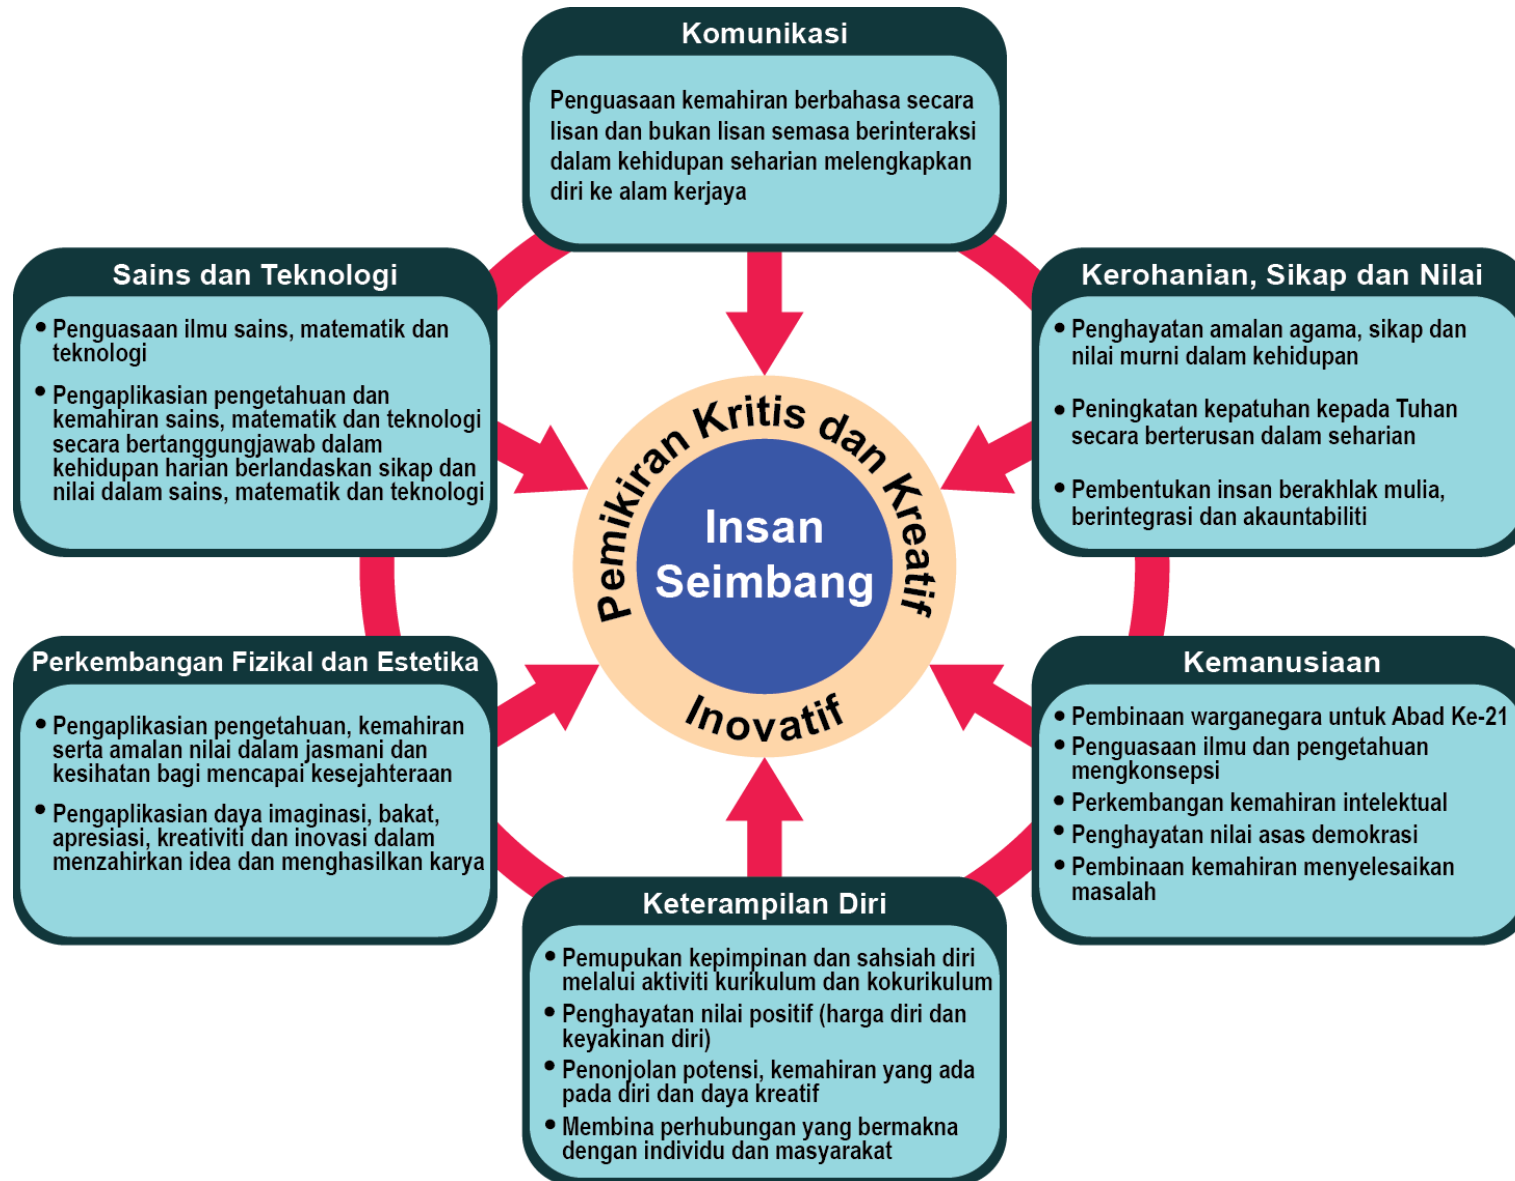 Komunikasi
Penguasaan kemahiran berbahasa secara
lisan dan bukan lisan semasa berinteraksi
dalam kehidupan seharian melengkapkan
diri ke alam kerjaya
Sains dan Teknologi
• Penguasaan ilmu sains, matematik dan
teknologi
• Pengaplikasian pengetahuan dan
kemahiran sains, matematik dan teknologi
secara bertanggungjawab dalam
kehidupan harian berlandaskan sikap dan
nilai dalam sains, matematik dan teknologi
Kerohanian, Sikap dan Nilai
• Penghayatan amalan agama, sikap dan
nilai murni dalam kehidupan
• Peningkatan kepatuhan kepada Tuhan
secara berterusan dalam seharian
• Pembentukan insan berakhlak mulia,
berintegrasi dan akauntabiliti
Pemikiran Kritis dan Kreatif
Insan
Seimbang
Inovatif
Perkembangan Fizikal dan Estetika
• Pengaplikasian pengetahuan, kemahiran
serta amalan nilai dalam jasmani dan
kesihatan bagi mencapai kesejahteraan
• Pengaplikasian daya imaginasi, bakat,
apresiasi, kreativiti dan inovasi dalam
menzahirkan idea dan menghasilkan karya
Kemanusiaan
• Pembinaan warganegara untuk Abad Ke-21
• Penguasaan ilmu dan pengetahuan
mengkonsepsi
• Perkembangan kemahiran intelektual
• Penghayatan nilai asas demokrasi
• Pembinaan kemahiran menyelesaikan
masalah
Keterampilan Diri
• Pemupukan kepimpinan dan sahsiah diri
melalui aktiviti kurikulum dan kokurikulum
• Penghayatan nilai positif (harga diri dan
keyakinan diri)
• Penonjolan potensi, kemahiran yang ada
pada diri dan daya kreatif
• Membina perhubungan yang bermakna
dengan individu dan masyarakat